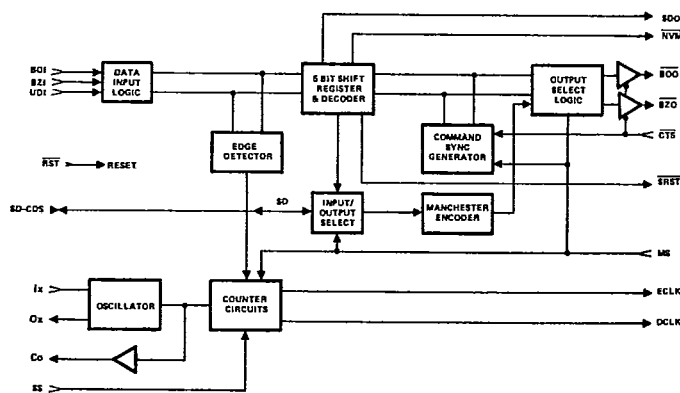 SDO
NVM
BOI
BZI
UDI
DATA
INPUT
LOGIC
5 BIT SHIFT
REGISTER
& DECODER
OUTPUT
SELECT
LOGIC
BOO
BZO
CTS
EDGE
DETECTOR
COMMAND
SYNC
GENERATOR
RST
RESET
SRST
SD-CDS
SD
INPUT/
OUTPUT
SELECT
MANCHESTER
ENCODER
MS
Ix
OSCILLATOR
COUNTER
CIRCUITS
ECLK
Ox
DCLK
Co
SS